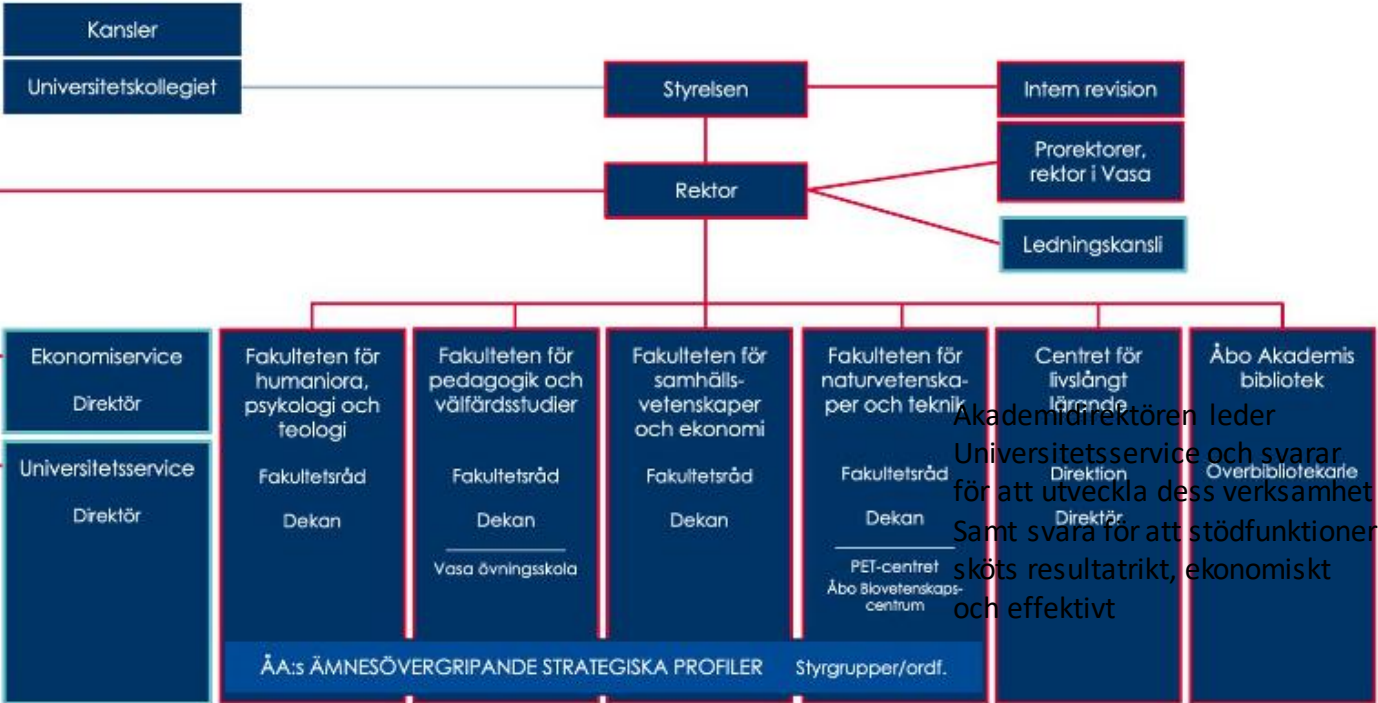 Kansler
Universitetskollegiet
Styrelsen
Intern revision
Prorektorer,
rektor i Vasa
Rektor
Ledningskansli
Ekonomiservice
Direktör
Universitetsservice
Direktör
Fakulteten för
humaniora,
psykologi och
teologi
Fakultetsråd
Dekan
Fakulteten för
pedagogik och
välfärdsstudier
Fakultetsråd
Dekan
Vasa övningsskola
Fakulteten för
samhälls-
vetenskaper
och ekonomi
Fakultetsråd
Dekan
Fakulteten för
naturvetenska-
per och teknik
Fakultetsråd
Dekan
PET-centret
Åbo Biovetenskaps-
centrum
Centret för
livslångt
lärande
Direktion
Direktör
Åbo Akademis
bibliotek
Överbibliotekarie
Akademidirektören leder
Universitetsservice och svarar
för att utveckla dess verksamhet
Samt svara för att stödfunktioner
sköts resultatrikt, ekonomiskt
och effektivt
ÅA:s ÄMNESÖVERGRIPANDE STRATEGISKA PROFILER Styrgrupper/ordf.